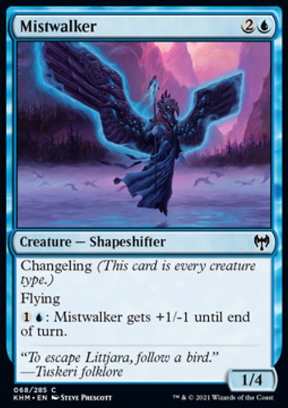 Mistwalker 2
Creature — Shapeshifter
Changeling (This card is every creature
type.)
Flying
1 : Mistwalker gets +1/-1 until end
of turn.
“To escape Littjara, follow a bird.”
—Tuskeri folklore
1/4
068/285 C
KHM • EN STEVE PRESCOTT
™ & © 2021 Wizards of the Coast